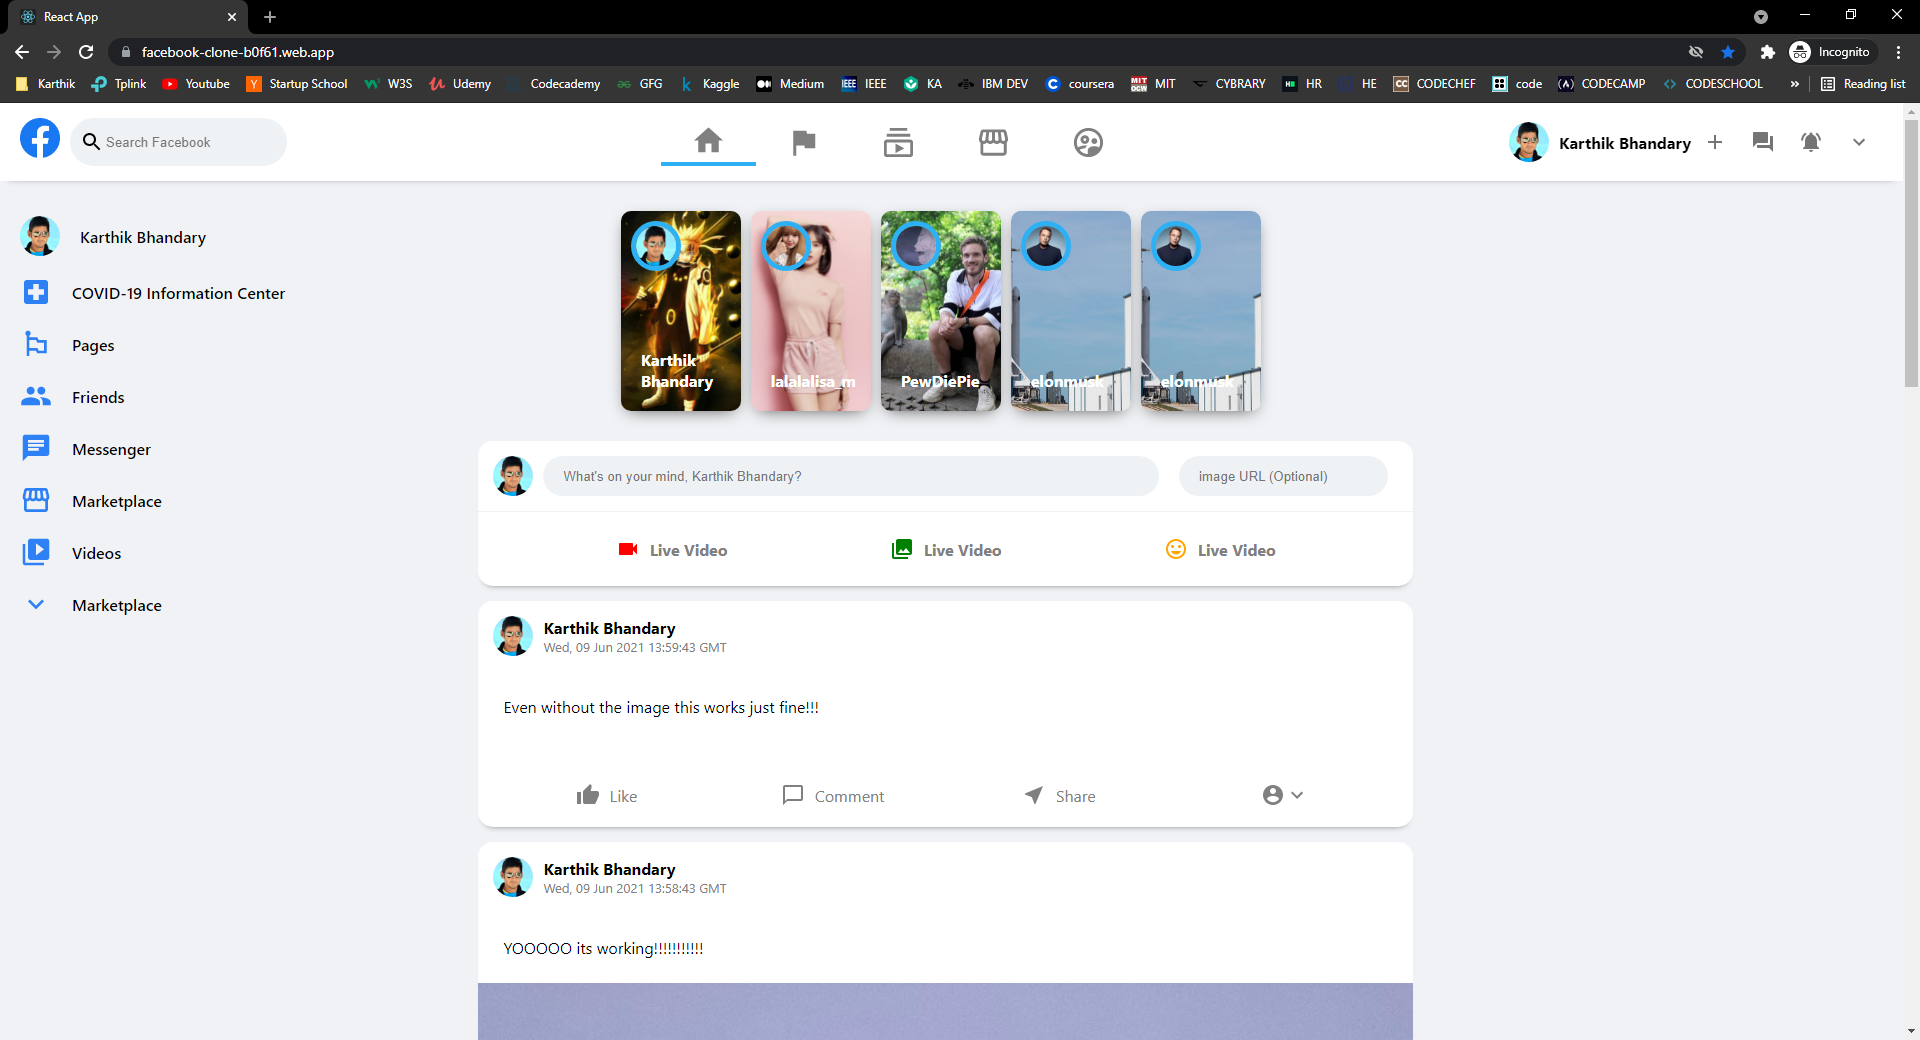 React App
facebook-clone-b0f61.web.app
Incognito
Karthik Tplink Youtube Startup School W3S Udemy Codecademy GFG Kaggle Medium IEEE KA IBM DEV coursera MIT CYBRARY HR HE CODECHEF code CODECAMP CODESCHOOL » Reading list
Search Facebook
Karthik Bhandary
Karthik Bhandary
COVID-19 Information Center
Pages
Friends
Messenger
Marketplace
Videos
Marketplace
Karthik
Bhandary
lalalalisa_m
PewDiePie
elonmusk
elonmusk
What's on your mind, Karthik Bhandary?
image URL (Optional)
Live Video
Live Video
Live Video
Karthik Bhandary
Wed, 09 Jun 2021 13:59:43 GMT
Even without the image this works just fine!!!
Like
Comment
Share
Karthik Bhandary
Wed, 09 Jun 2021 13:58:43 GMT
YOOOOO its working!!!!!!!!!!!